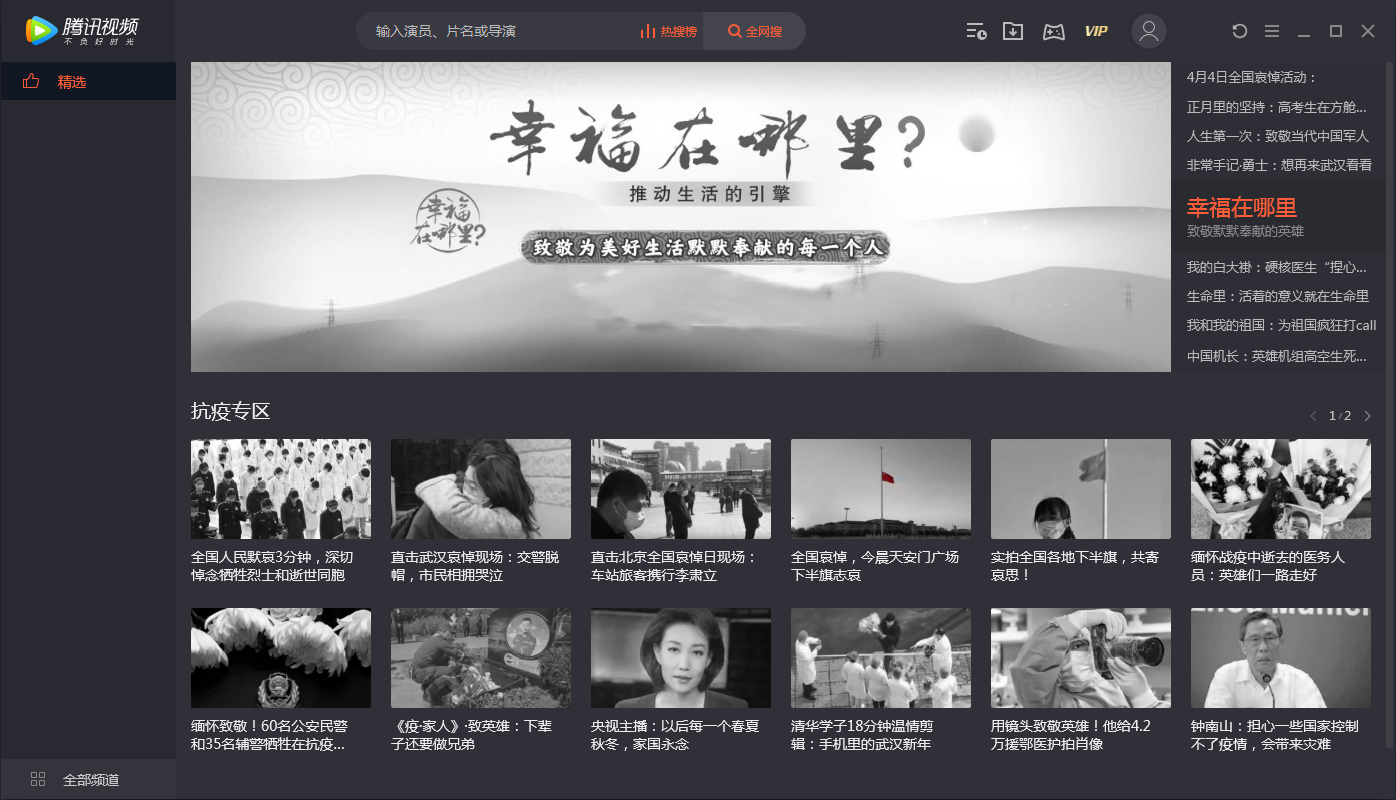 腾讯视频
不负好时光
输入演员、片名或导演
热搜榜
全网搜
VIP
精选
幸福在哪里?
推动生活的引擎
幸福
在哪里?
致敬为美好生活默默奉献的每一个人
4月4日全国哀悼活动：
正月里的坚持：高考生在方舱...
人生第一次：致敬当代中国军人
非常手记·勇士：想再来武汉看看
幸福在哪里
致敬默默奉献的英雄
我的白大褂：硬核医生“捏心...
生命里：活着的意义就在生命里
我和我的祖国：为祖国疯狂打call
中国机长：英雄机组高空生死...
抗疫专区
1/2
全国人民默哀3分钟，深切
悼念牺牲烈士和逝世同胞
直击武汉哀悼现场：交警脱
帽，市民相拥哭泣
直击北京全国哀悼日现场：
车站旅客携行李肃立
全国哀悼，今晨天安门广场
下半旗志哀
实拍全国各地下半旗，共寄
哀思！
缅怀战疫中逝去的医务人
员：英雄们一路走好
缅怀致敬！60名公安民警
和35名辅警牺牲在抗疫...
《疫·家人》·致英雄：下辈
子还要做兄弟
央视主播：以后每一个春夏
秋冬，家国永念
清华学子18分钟温情剪
辑：手机里的武汉新年
用镜头致敬英雄！他给4.2
万援鄂医护拍肖像
钟南山：担心一些国家控制
不了疫情，会带来灾难
全部频道